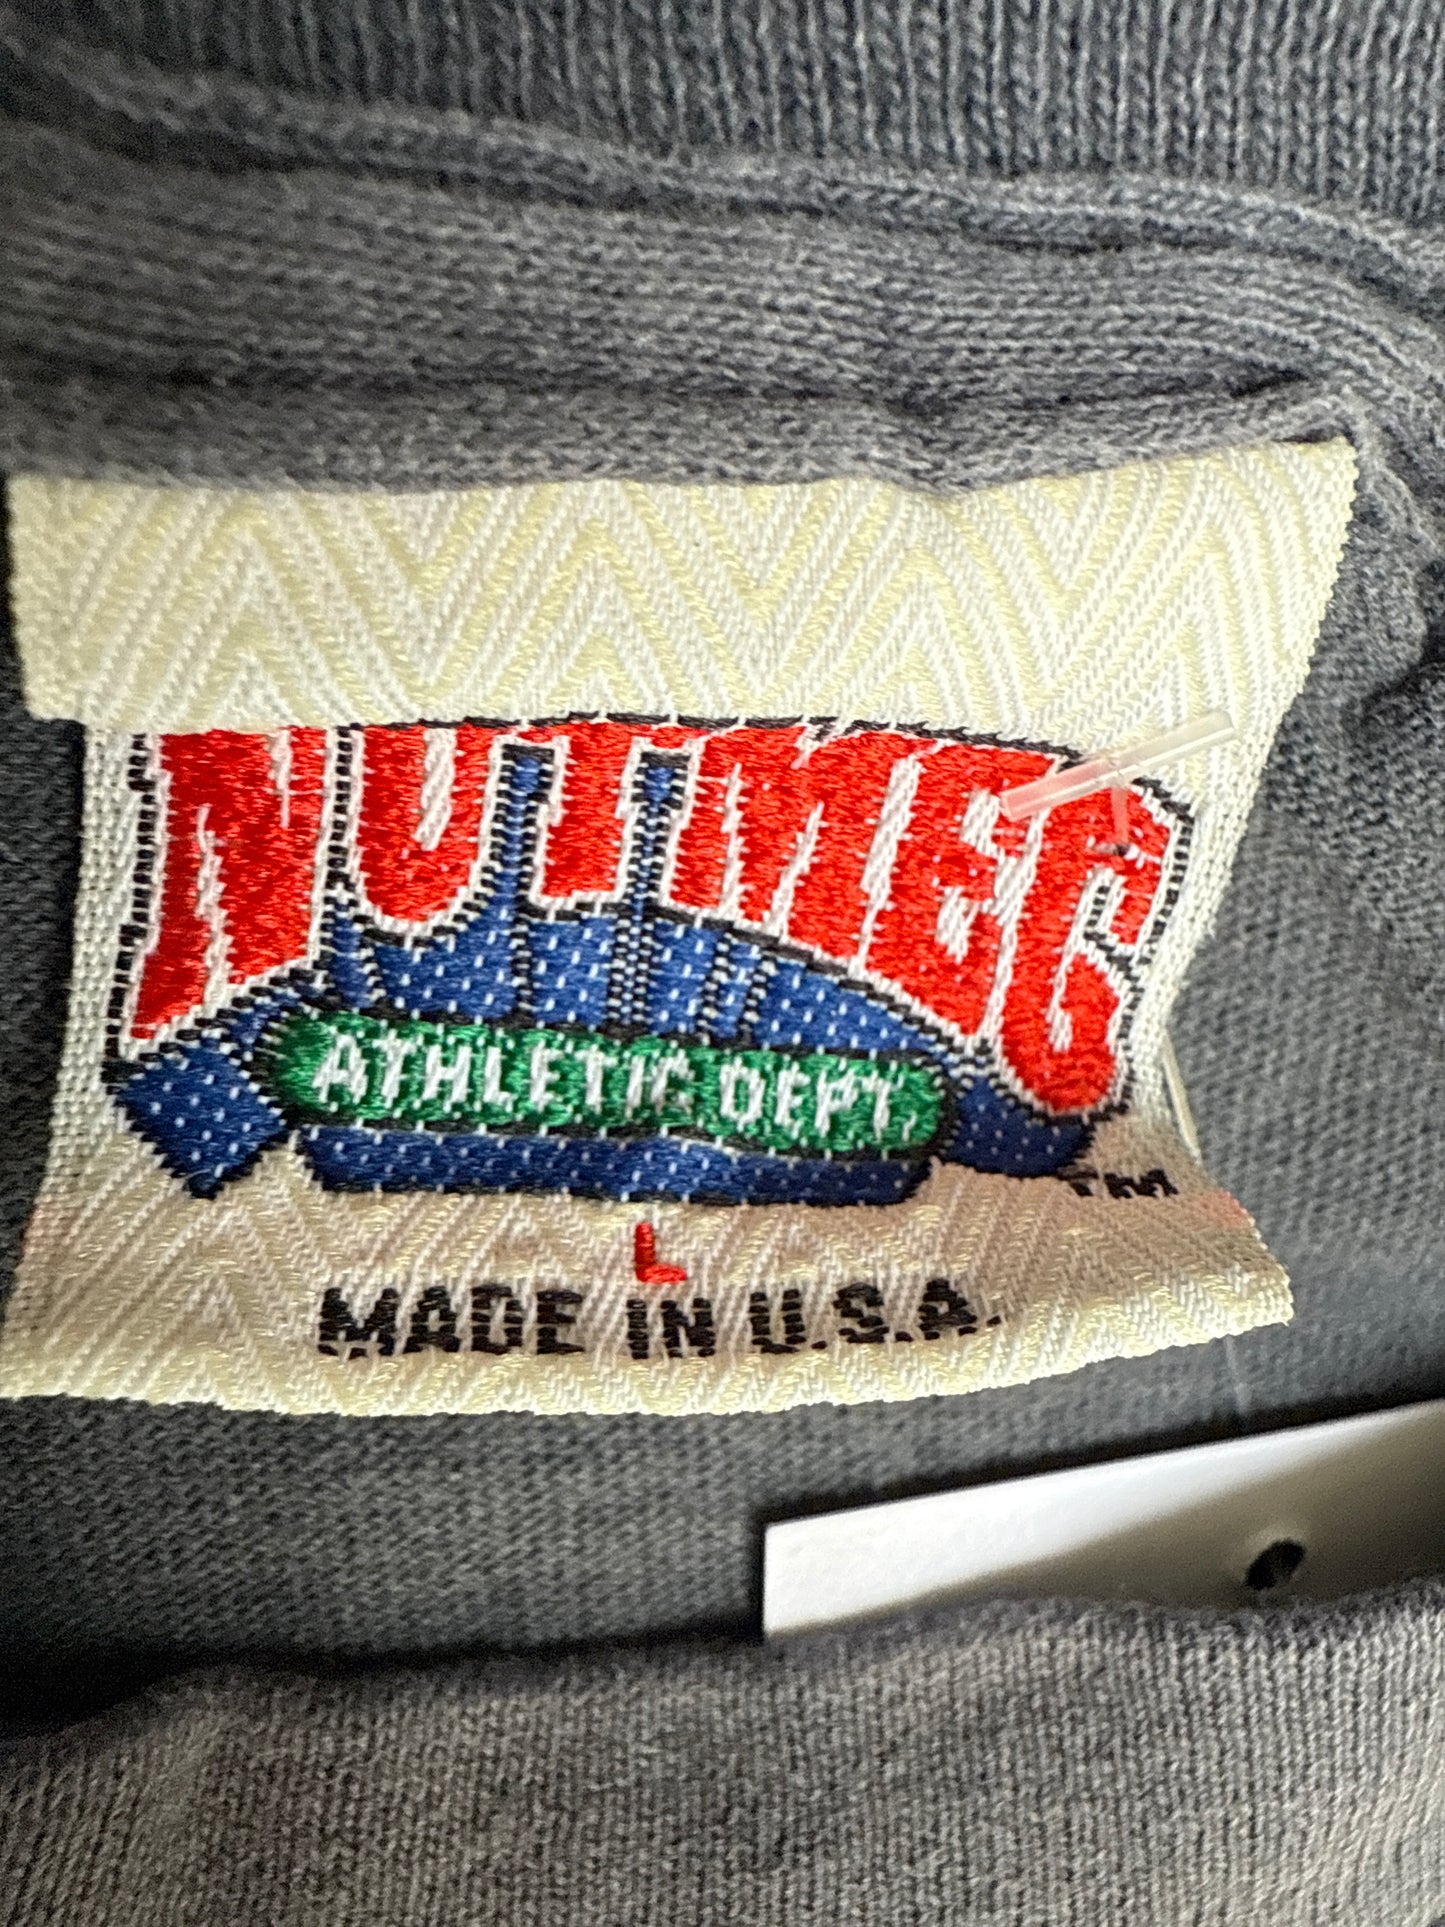 NUTMEG
ATHLETIC DEPT.
TM
L
MADE IN U.S.A.